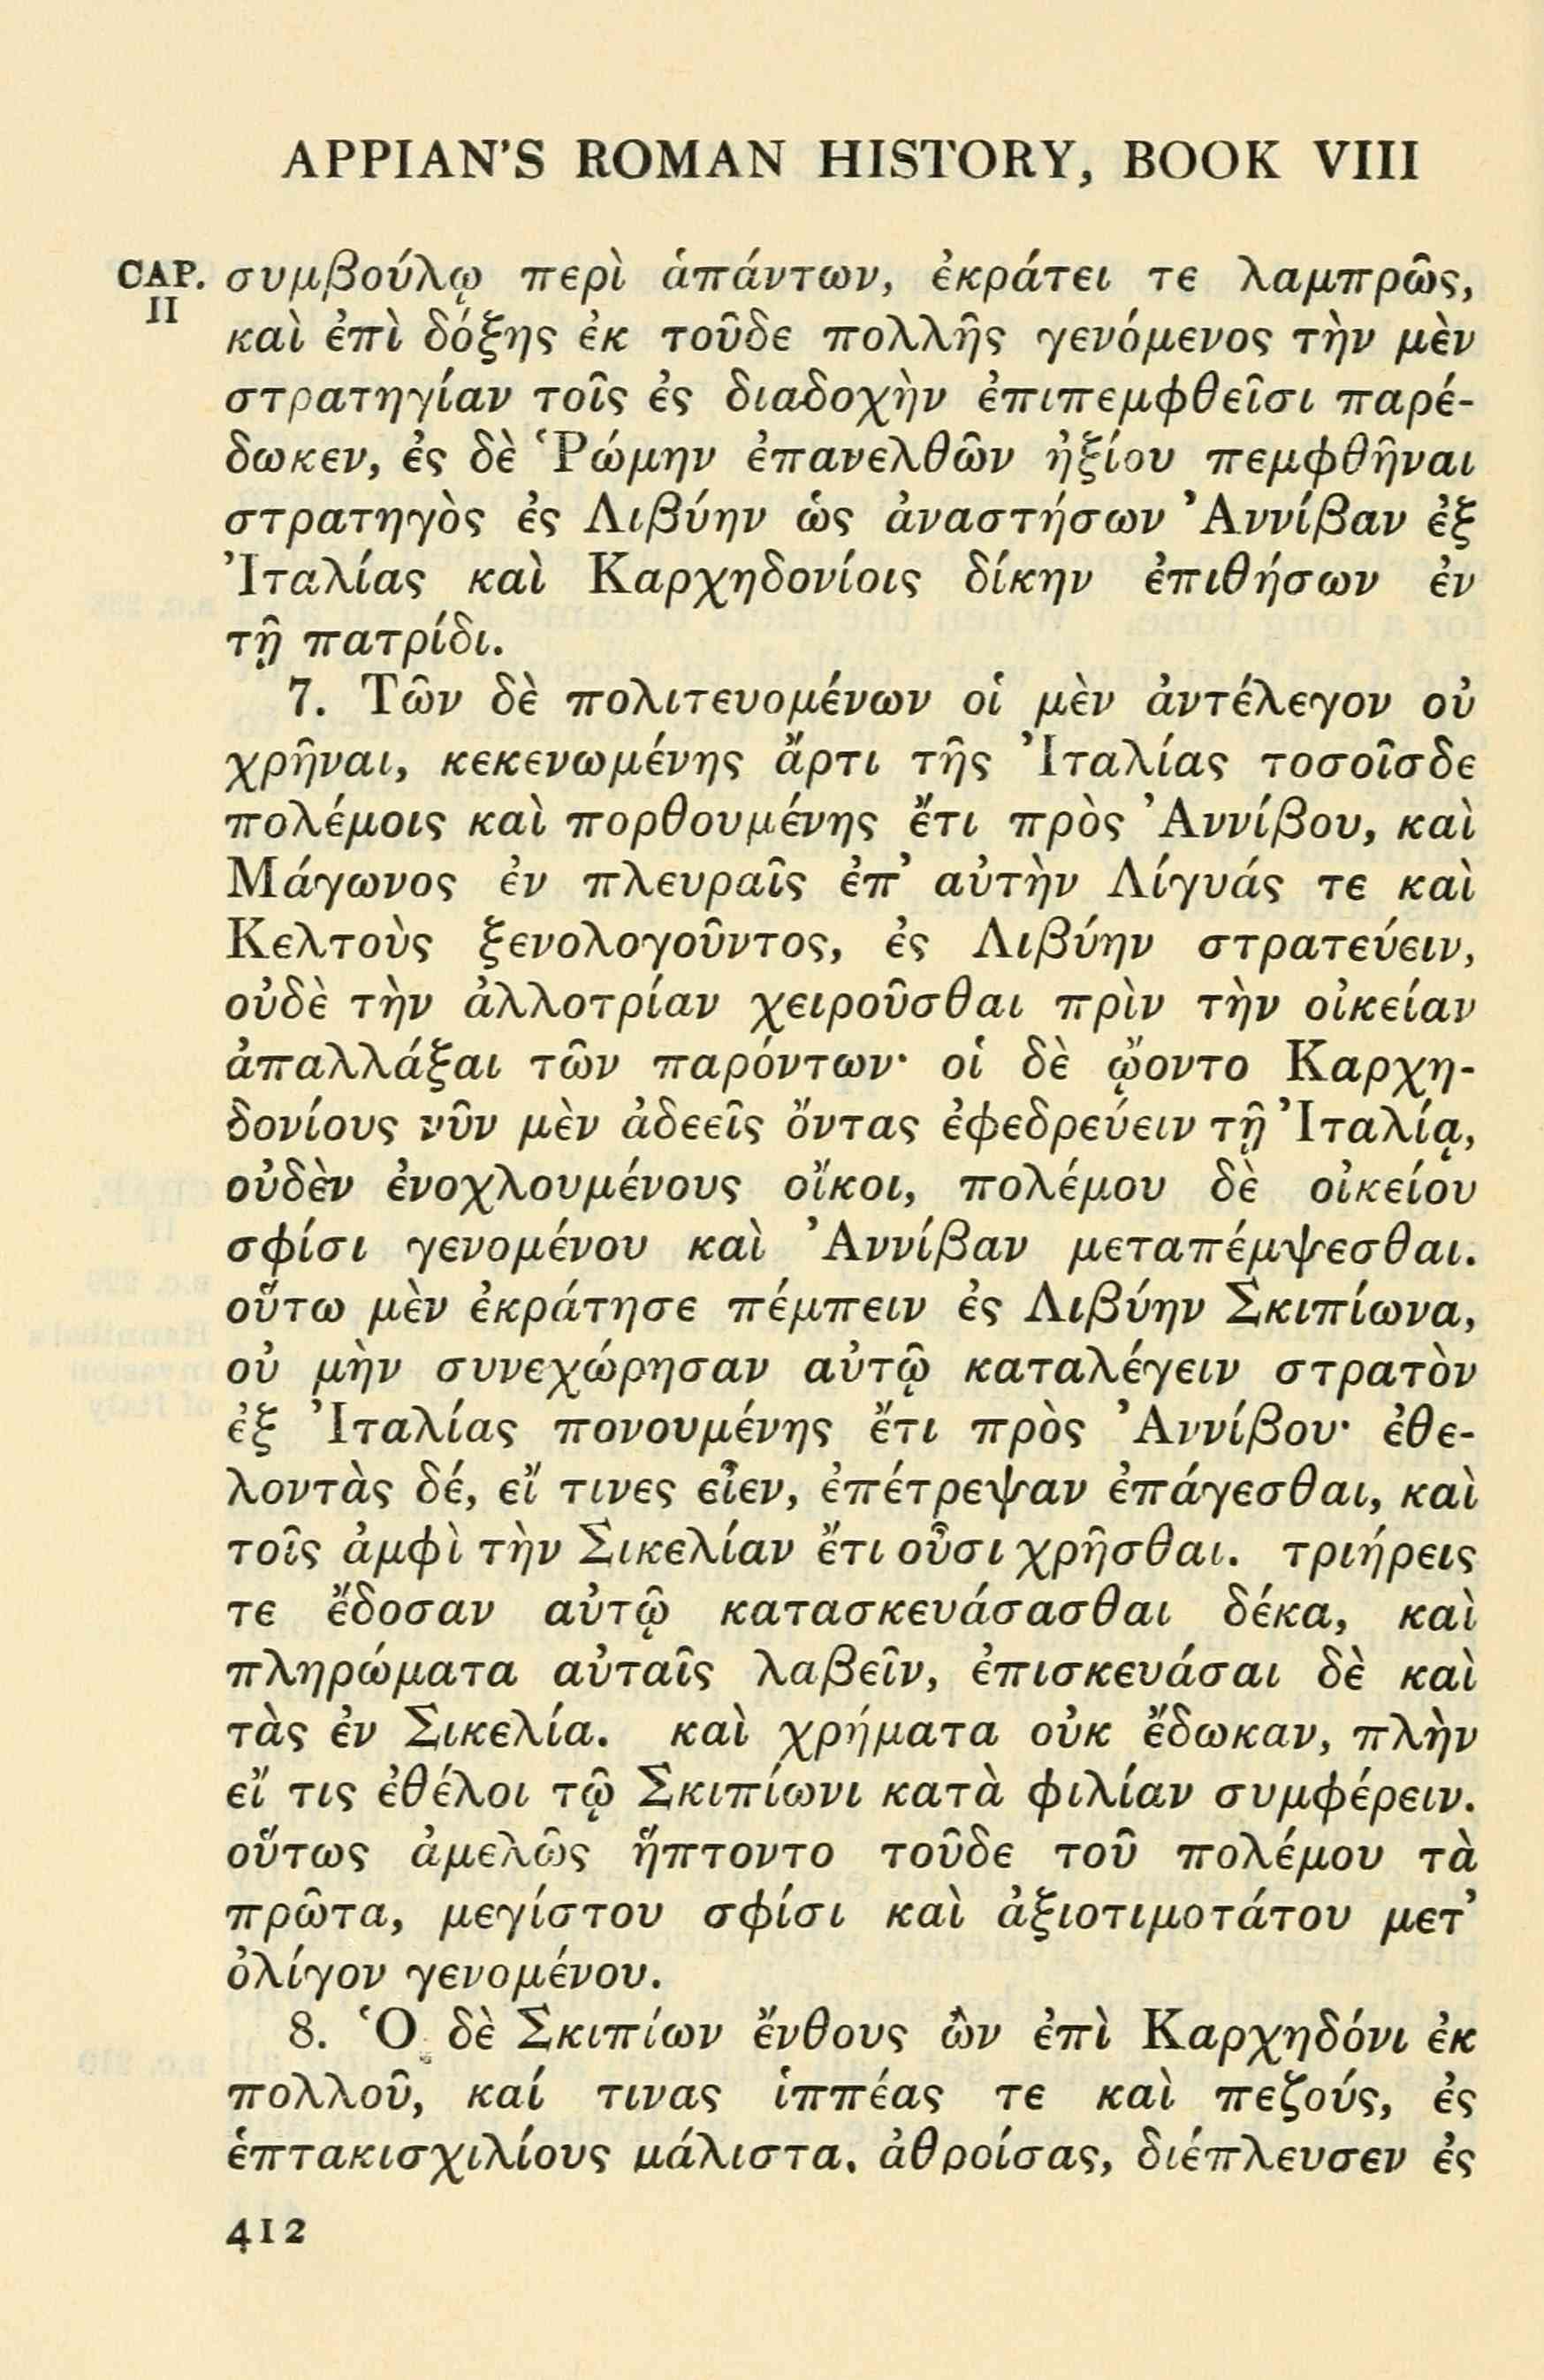 APPIAN'S ROMAN HISTORY, BOOK VIII
CAP. II
συμβούλῳ περὶ ἁπάντων, ἐκράτει τε λαμπρῶς,
καὶ ἐπὶ δόξης ἐκ τοῦδε πολλῆς γενόμενος τὴν μὲν
στρατηγίαν τοῖς ἐς διαδοχὴν ἐπιπεμφθεῖσι παρέ-
δωκεν, ἐς δὲ Ῥώμην ἐπανελθὼν ἠξίου πεμφθῆναι
στρατηγὸς ἐς Λιβύην ὡς ἀναστήσων Ἀννίβαν ἐξ
Ἰταλίας καὶ Καρχηδονίοις δίκην ἐπιθήσων ἐν
τῇ πατρίδι.
7. Τῶν δὲ πολιτευομένων οἱ μὲν ἀντέλεγον οὐ
χρῆναι, κεκενωμένης ἄρτι τῆς Ἰταλίας τοσοῖσδε
πολέμοις καὶ πορθουμένης ἔτι πρὸς Ἀννίβου, καὶ
Μάγωνος ἐν πλευραῖς ἐπ' αὐτὴν Λίγυάς τε καὶ
Κελτοὺς ξενολογοῦντος, ἐς Λιβύην στρατεύειν,
οὐδὲ τὴν ἀλλοτρίαν χειροῦσθαι πρὶν τὴν οἰκείαν
ἀπαλλάξαι τῶν παρόντων· οἱ δὲ ᾤοντο Καρχη-
δονίους νῦν μὲν ἀδεεῖς ὄντας ἐφεδρεύειν τῇ Ἰταλίᾳ,
οὐδὲν ἐνοχλουμένους οἴκοι, πολέμου δὲ οἰκείου
σφίσι γενομένου καὶ Ἀννίβαν μεταπέμψεσθαι.
οὕτω μὲν ἐκράτησε πέμπειν ἐς Λιβύην Σκιπίωνα,
οὐ μὴν συνεχώρησαν αὐτῷ καταλέγειν στρατὸν
ἐξ Ἰταλίας πονουμένης ἔτι πρὸς Ἀννίβου· ἐθε-
λοντὰς δέ, εἴ τινες εἶεν, ἐπέτρεψαν ἐπάγεσθαι, καὶ
τοῖς ἀμφὶ τὴν Σικελίαν ἔτι οὖσι χρῆσθαι. τριήρεις
τε ἔδοσαν αὐτῷ κατασκευάσασθαι δέκα, καὶ
πληρώματα αὐταῖς λαβεῖν, ἐπισκευάσαι δὲ καὶ
τὰς ἐν Σικελία. καὶ χρήματα οὐκ ἔδωκαν, πλὴν
εἴ τις ἐθέλοι τῷ Σκιπίωνι κατὰ φιλίαν συμφέρειν.
οὕτως ἀμελῶς ἥπτοντο τοῦδε τοῦ πολέμου τὰ
πρῶτα, μεγίστου σφίσι καὶ ἀξιοτιμοτάτου μετ'
ὀλίγον γενομένου.
8. Ὁ δὲ Σκιπίων ἔνθους ὢν ἐπὶ Καρχηδόνι ἐκ
πολλοῦ, καί τινας ἱππέας τε καὶ πεζούς, ἐς
ἑπτακισχιλίους μάλιστα, ἀθροίσας, διέπλευσεν ἐς
412